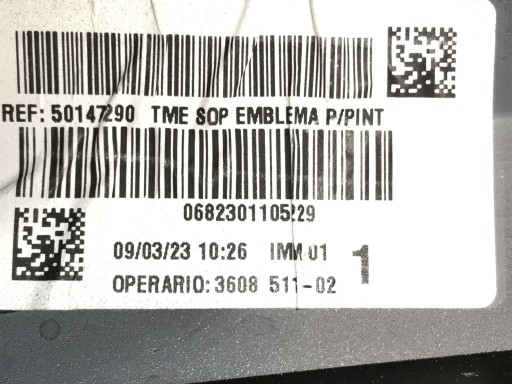 REF: 50147290 TME SOP EMBLEMA P/PINT
0682301105229
09/03/23 10:26 IMM 01 1
OPERARIO:3608 511-02